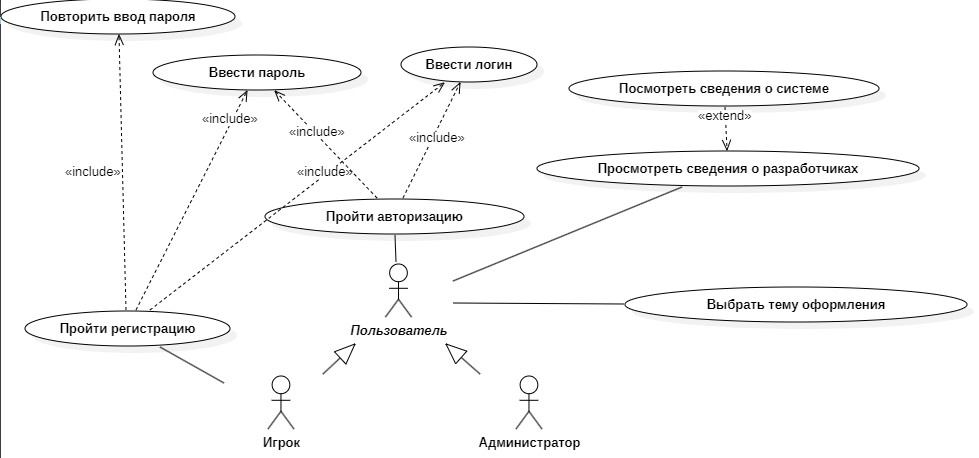 Повторить ввод пароля
Ввести логин
Ввести пароль
Посмотреть сведения о системе
«include»
«extend»
«include»
«include»
«include»
«include»
Просмотреть сведения о разработчиках
Пройти авторизацию
Выбрать тему оформления
Пройти регистрацию
Пользователь
Игрок
Администратор